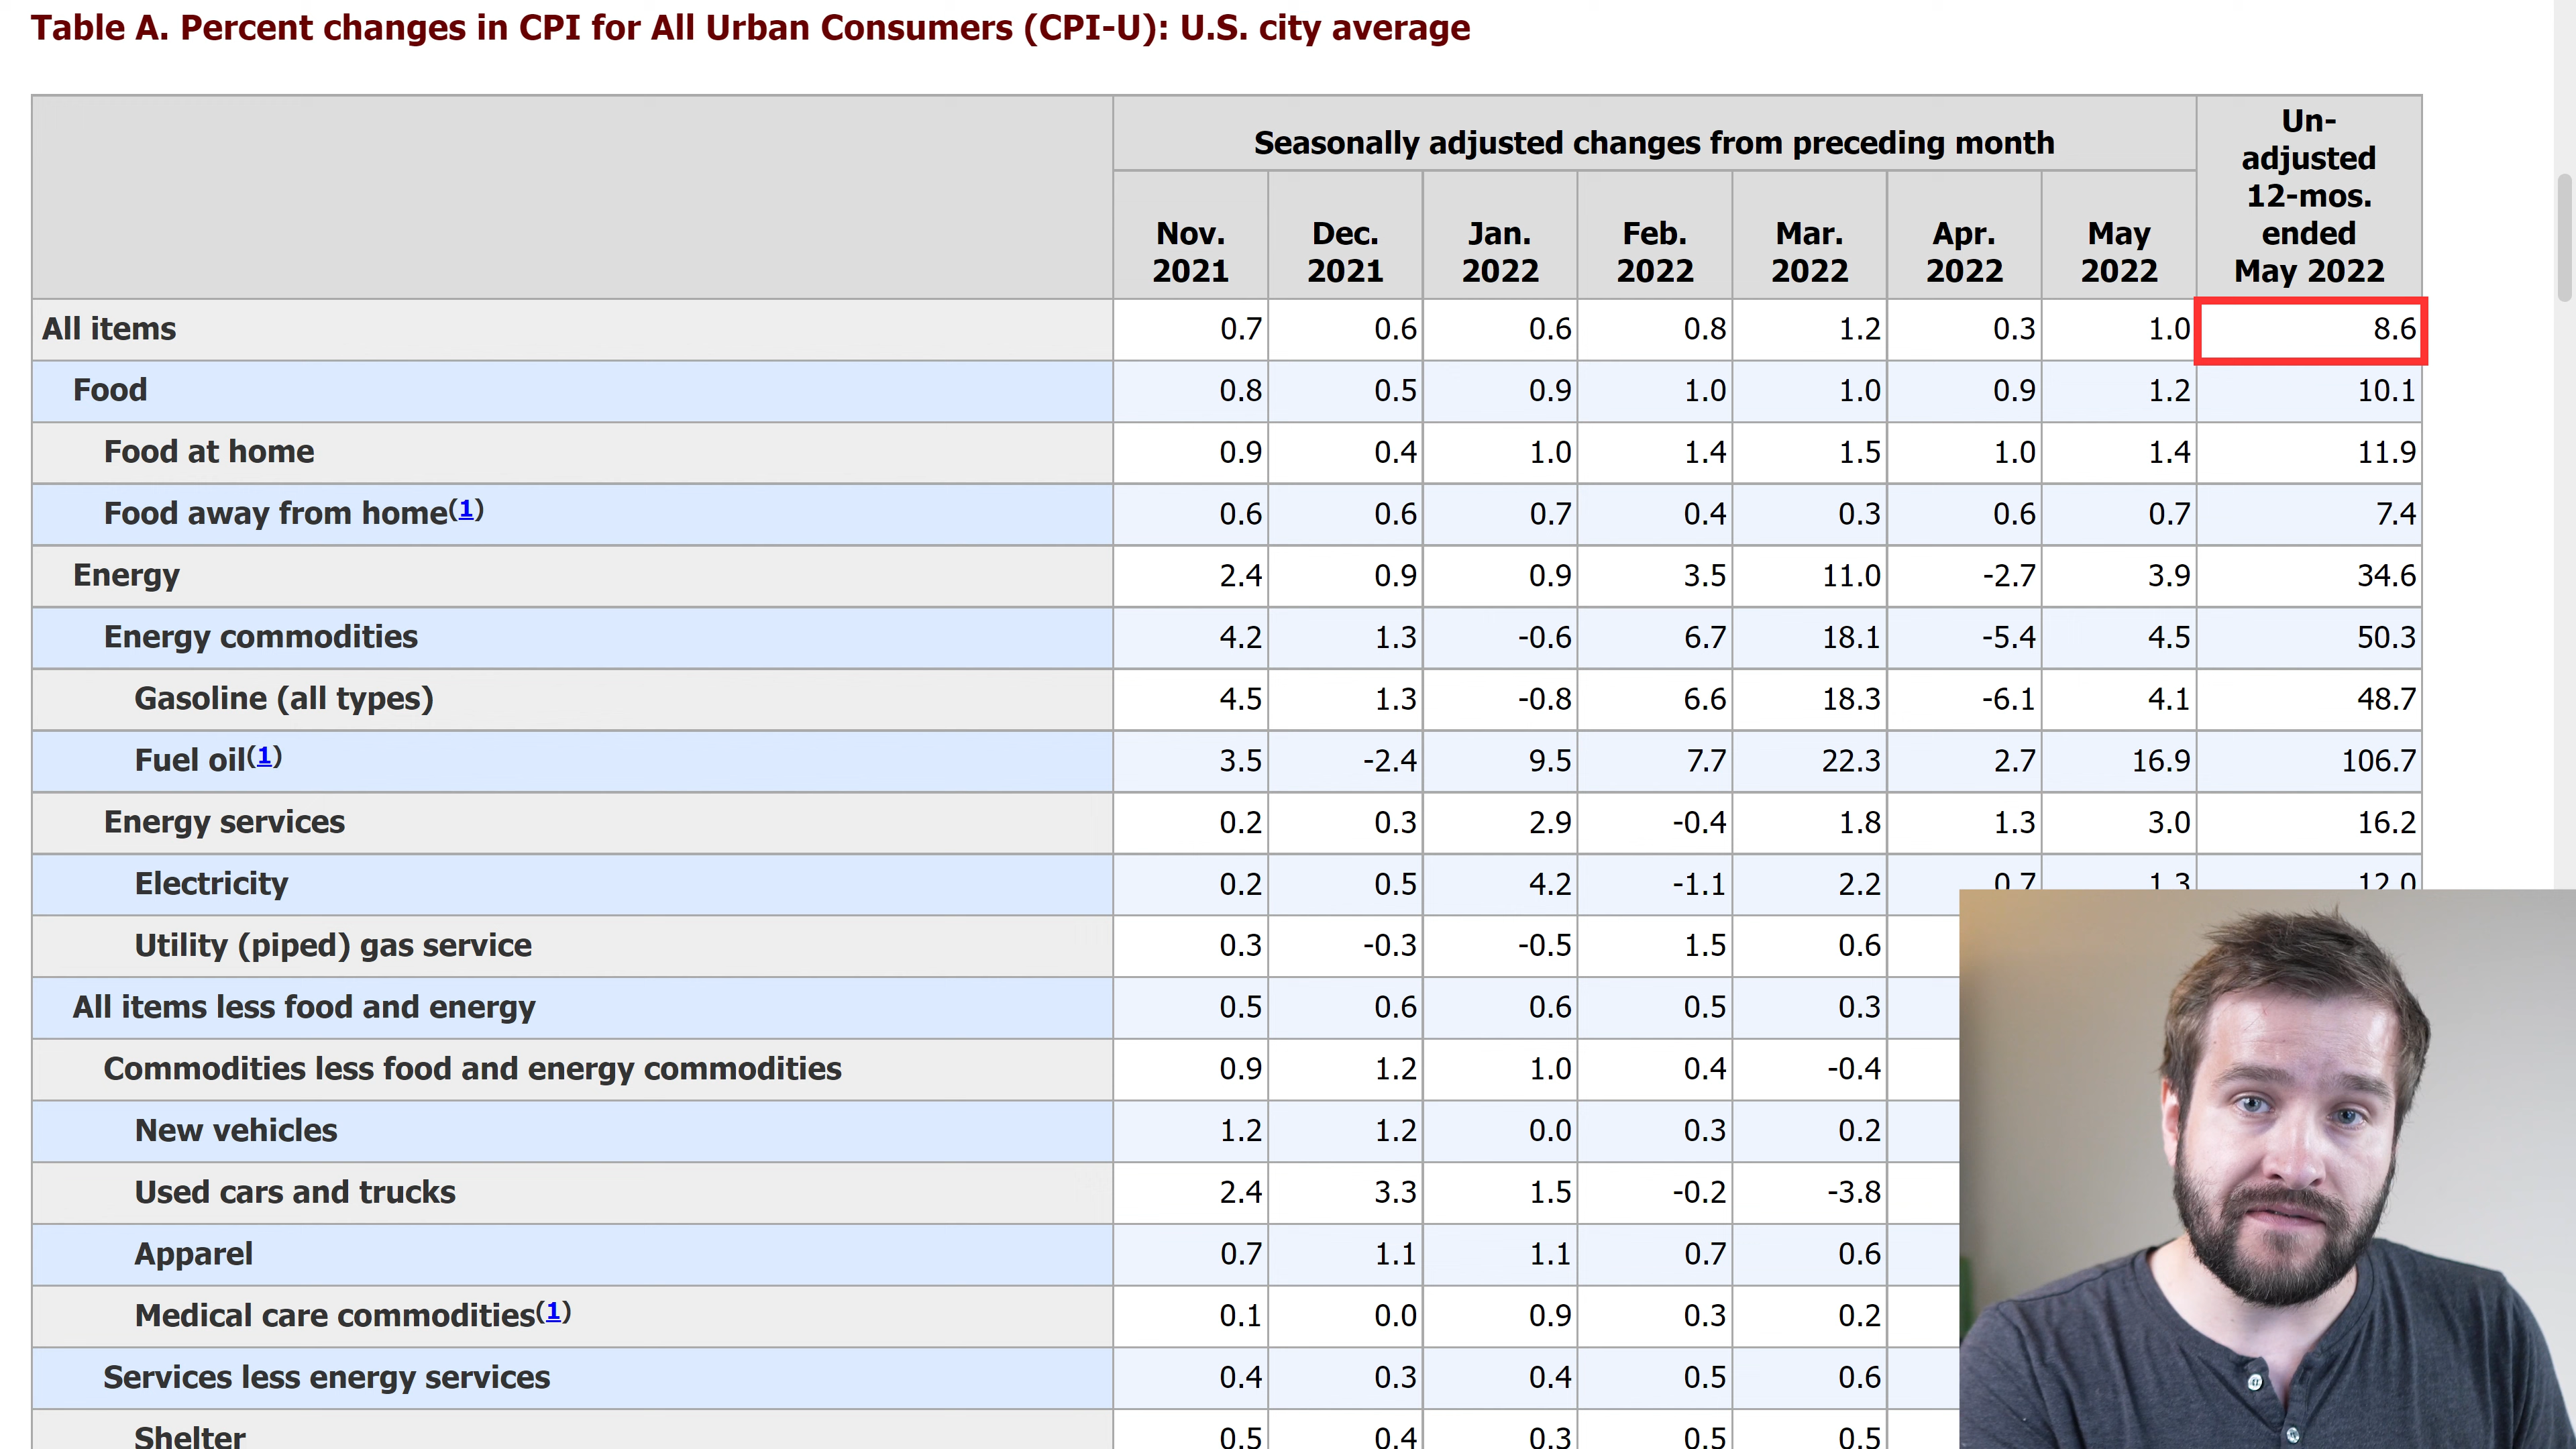 Table A. Percent changes in CPI for All Urban Consumers (CPI-U): U.S. city average
Seasonally adjusted changes from preceding month
Un-
adjusted
12-mos.
ended
May 2022
Nov. 2021 Dec. 2021 Jan. 2022 Feb. 2022 Mar. 2022 Apr. 2022 May 2022
All items 0.7 0.6 0.6 0.8 1.2 0.3 1.0 8.6
Food 0.8 0.5 0.9 1.0 1.0 0.9 1.2 10.1
Food at home 0.9 0.4 1.0 1.4 1.5 1.0 1.4 11.9
Food away from home(1) 0.6 0.6 0.7 0.4 0.3 0.6 0.7 7.4
Energy 2.4 0.9 0.9 3.5 11.0 -2.7 3.9 34.6
Energy commodities 4.2 1.3 -0.6 6.7 18.1 -5.4 4.5 50.3
Gasoline (all types) 4.5 1.3 -0.8 6.6 18.3 -6.1 4.1 48.7
Fuel oil(1) 3.5 -2.4 9.5 7.7 22.3 2.7 16.9 106.7
Energy services 0.2 0.3 2.9 -0.4 1.8 1.3 3.0 16.2
Electricity 0.2 0.5 4.2 -1.1 2.2 0.7 1.3 12.0
Utility (piped) gas service 0.3 -0.3 -0.5 1.5 0.6
All items less food and energy 0.5 0.6 0.6 0.5 0.3
Commodities less food and energy commodities 0.9 1.2 1.0 0.4 -0.4
New vehicles 1.2 1.2 0.0 0.3 0.2
Used cars and trucks 2.4 3.3 1.5 -0.2 -3.8
Apparel 0.7 1.1 1.1 0.7 0.6
Medical care commodities(1) 0.1 0.0 0.9 0.3 0.2
Services less energy services 0.4 0.3 0.4 0.5 0.6
Shelter 0.5 0.4 0.3 0.5 0.5